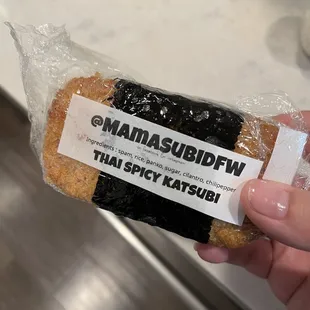 @MAMASUBIDFW
Ingredients : spam, rice, panko, sugar, cilantro, chilipepper
THAI SPICY KATSUBI